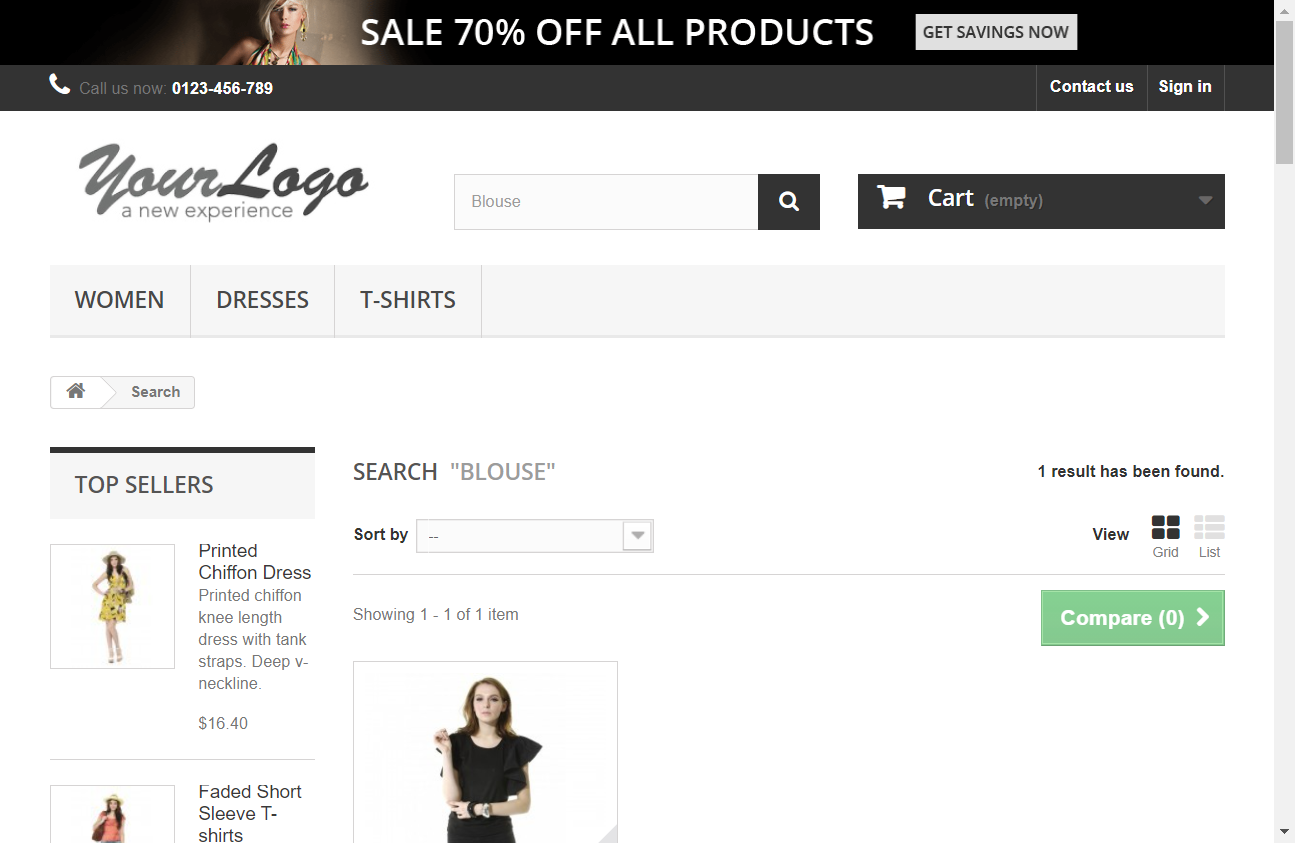 SALE 70% OFF ALL PRODUCTS
GET SAVINGS NOW
Call us now: 0123-456-789
Contact us
Sign in
YourLogo
a new experience
Blouse
Cart (empty)
WOMEN
DRESSES
T-SHIRTS
Search
TOP SELLERS
Printed
Chiffon Dress
Printed chiffon
knee length
dress with tank
straps. Deep v-
neckline.
$16.40
Faded Short
Sleeve T-
shirts
SEARCH "BLOUSE"
1 result has been found.
Sort by
--
View
Grid
List
Showing 1 - 1 of 1 item
Compare (0)